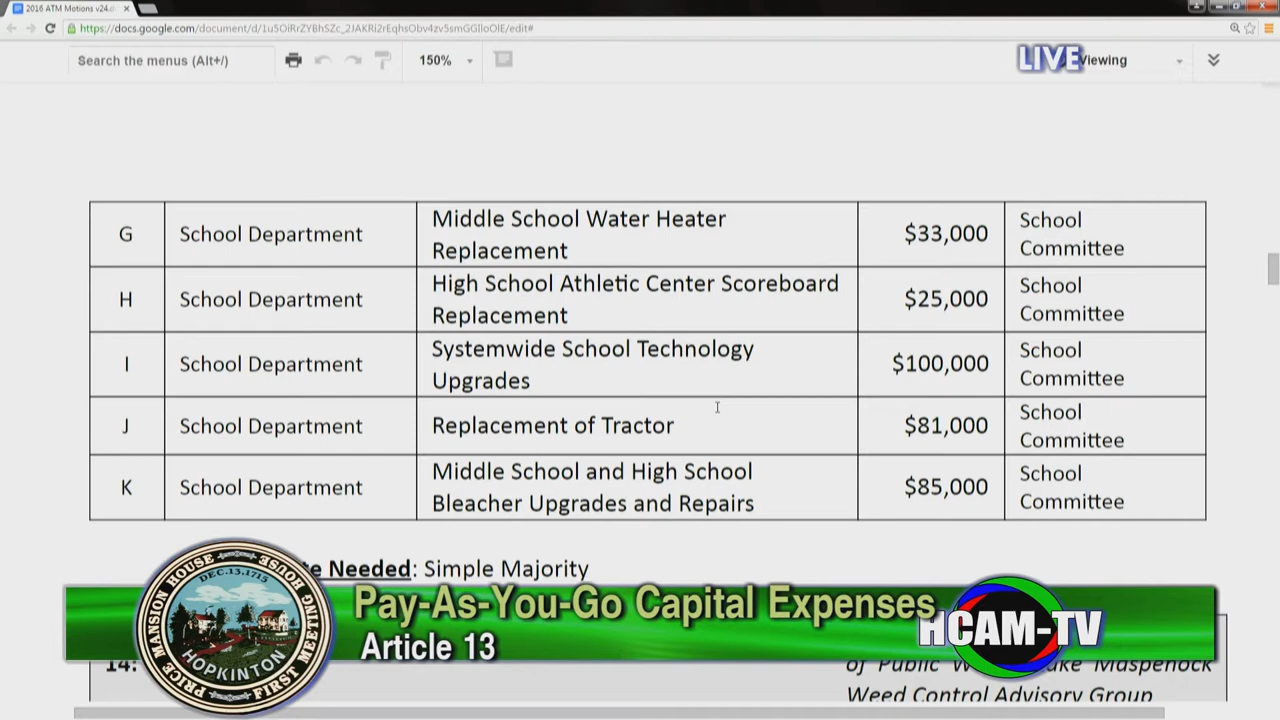 2016 ATM Motions v24.d
https://docs.google.com/document/d/1u5OiRrZYBhSZc_2JAKRi2rEqhsObv4zv5smGGIloOlE/edit#
Search the menus (Alt+/)
150%
LIVE
Viewing
G
School Department
Middle School Water Heater
Replacement
$33,000
School
Committee
H
School Department
High School Athletic Center Scoreboard
Replacement
$25,000
School
Committee
I
School Department
Systemwide School Technology
Upgrades
$100,000
School
Committee
J
School Department
Replacement of Tractor
$81,000
School
Committee
K
School Department
Middle School and High School
Bleacher Upgrades and Repairs
$85,000
School
Committee
Needed: Simple Majority
DEC.13.1715
PRICE MANSION HOUSE
FIRST MEETING HOUSE
HOPKINTON
Pay-As-You-Go Capital Expenses
Article 13
HCAM-TV
14:
of Public Maspenock
Weed Control Advisory Group